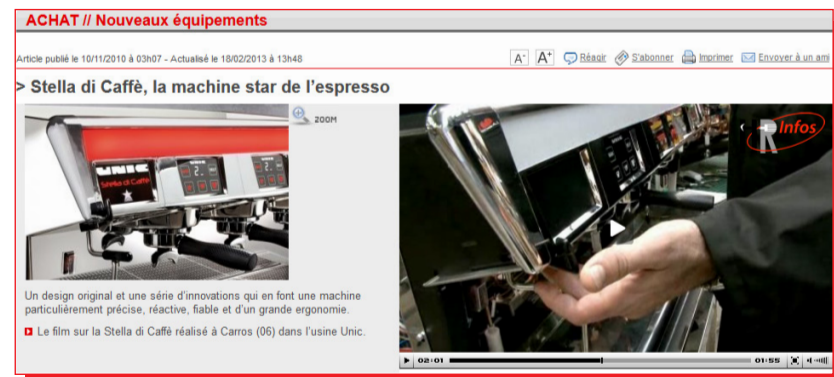 ACHAT // Nouveaux équipements
Article publié le 10/11/2010 à 03h07 - Actualisé le 18/02/2013 à 13h48
A- A+ Réagir S'abonner Imprimer Envoyer à un ami
> Stella di Caffè, la machine star de l'espresso
ZOOM
UNIC
Stella di Caffè
R Infos
Un design original et une série d'innovations qui en font une machine
particulièrement précise, réactive, fiable et d'un grande ergonomie.
Le film sur la Stella di Caffè réalisé à Carros (06) dans l'usine Unic.
02:01
01:55